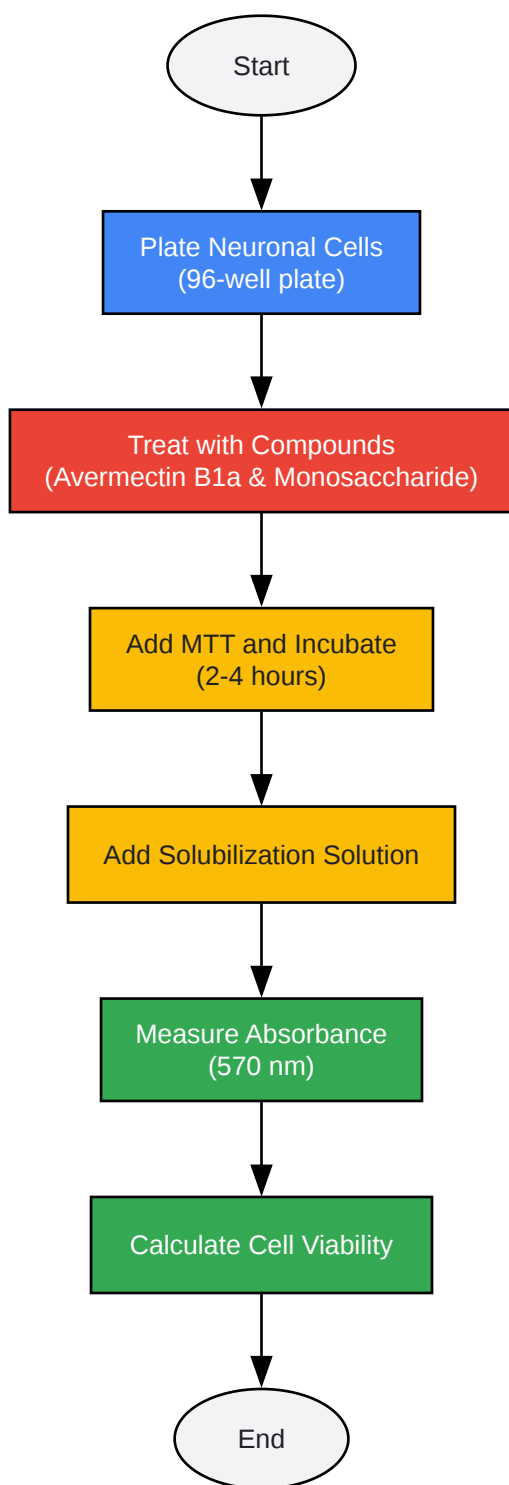 Start
Plate Neuronal Cells
(96-well plate)
Treat with Compounds
(Avermectin B1a & Monosaccharide)
Add MTT and Incubate
(2-4 hours)
Add Solubilization Solution
Measure Absorbance
(570 nm)
Calculate Cell Viability
End